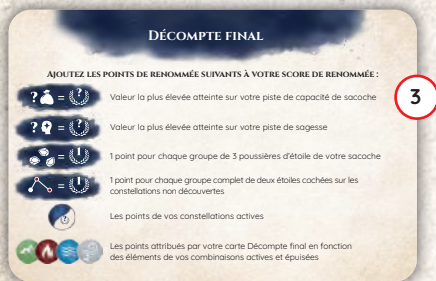 Décompte final
Ajoutez les points de renommée suivants à votre score de renommée :
? = ? Valeur la plus élevée atteinte sur votre piste de capacité de sacoche
3
? = ? Valeur la plus élevée atteinte sur votre piste de sagesse
= 1 1 point pour chaque groupe de 3 poussières d'étoile de votre sacoche
= 1 1 point pour chaque groupe complet de deux étoiles cochées sur les
constellations non découvertes
Les points de vos constellations actives
Les points attribués par votre carte Décompte final en fonction
des éléments de vos combinaisons actives et épuisées